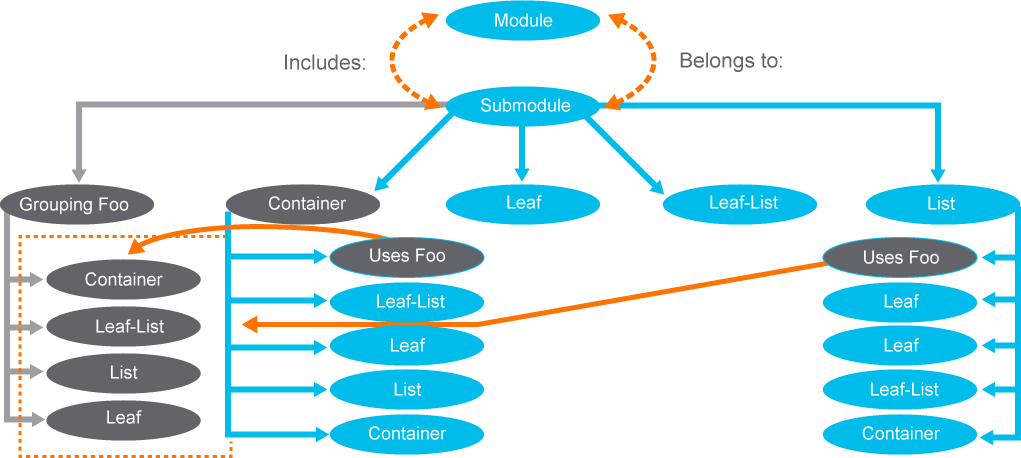 Module
Includes:
Belongs to:
Submodule
Grouping Foo
Container
Leaf
Leaf-List
List
Container
Leaf-List
List
Leaf
Uses Foo
Leaf-List
Leaf
List
Container
Uses Foo
Leaf
Leaf
Leaf-List
Container